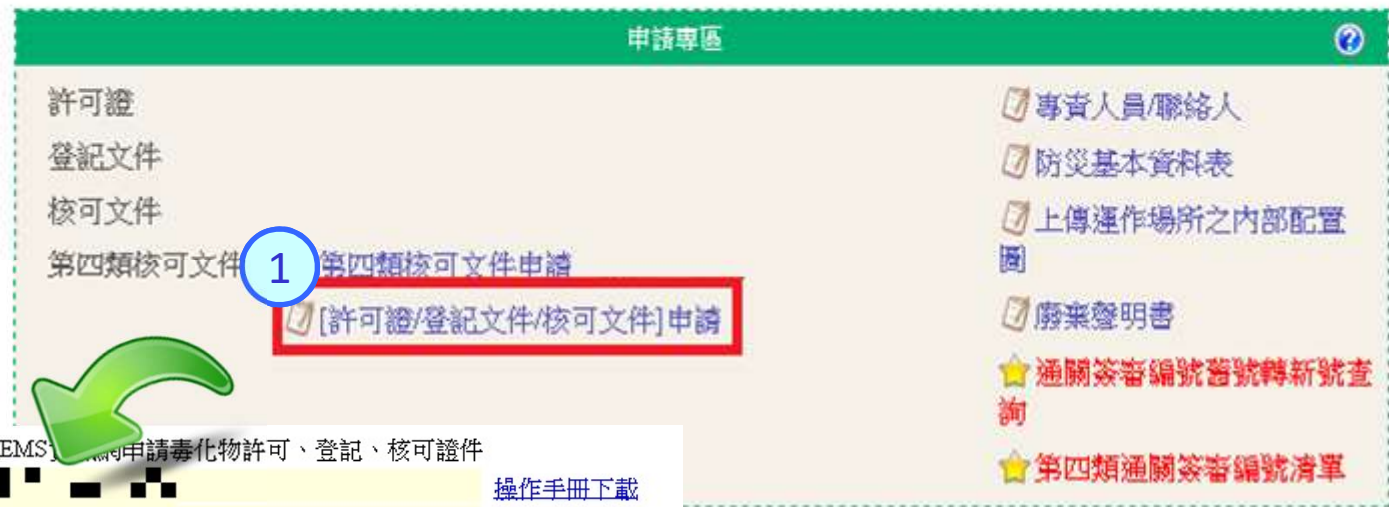 申請專區
許可證
登記文件
核可文件
第四類核可文件
1
第四類核可文件申請
[許可證/登記文件/核可文件]申請
專責人員/聯絡人
防災基本資料表
上傳運作場所之內部配置
圖
廢棄聲明書
通關簽審編號舊號轉新號查
詢
第四類通關簽審編號清單
EMS
網申請毒化物許可、登記、核可證件
操作手冊下載